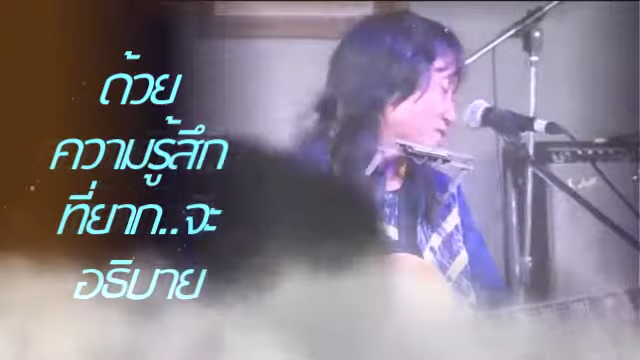 ด้วย
ความรู้สึก
ที่ยาก..จะ
อธิบาย